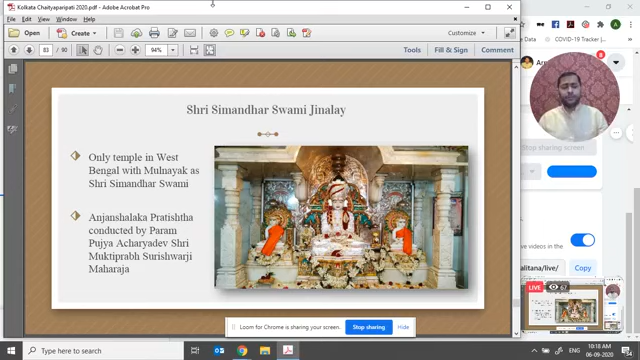 Kolkata Chaityaparipati 2020.pdf - Adobe Acrobat Pro
File Edit View Window Help
Open
Create
Customize
83 / 90
94%
Tools
Fill & Sign
Comment
Shri Simandhar Swami Jinalay
Only temple in West
Bengal with Mulnayak as
Shri Simandhar Swami
Anjanshalaka Pratishtha
conducted by Param
Pujya Acharyadev Shri
Muktiprabh Surishwarji
Maharaja
Loom for Chrome is sharing your screen.
Stop sharing
Hide
COVID-19 Tracker
Stop sharing screen
live videos in the
alitana/live/
Copy
LIVE
67
Type here to search
ENG
10:18 AM
06-09-2020